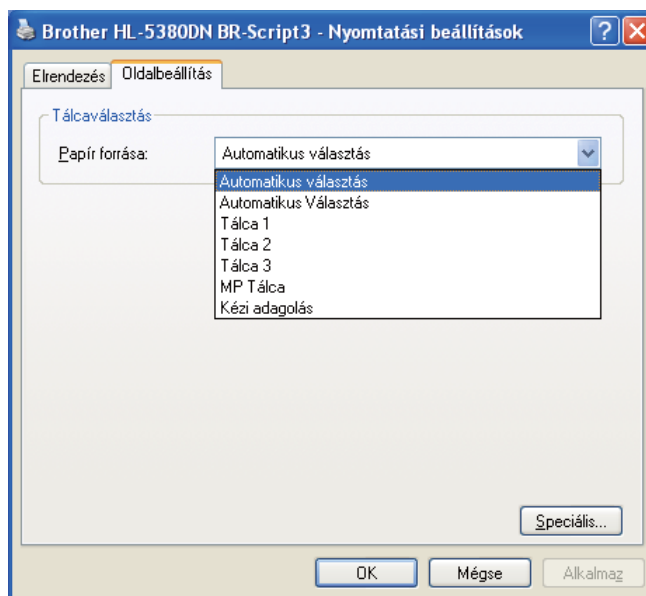 Brother HL-5380DN BR-Script3 - Nyomtatási beállítások
Elrendezés Oldalbeállítás
Tálcaválasztás
Papír forrása: Automatikus választás
Automatikus választás
Automatikus Választás
Tálca 1
Tálca 2
Tálca 3
MP Tálca
Kézi adagolás
Speciális...
OK Mégse Alkalmaz